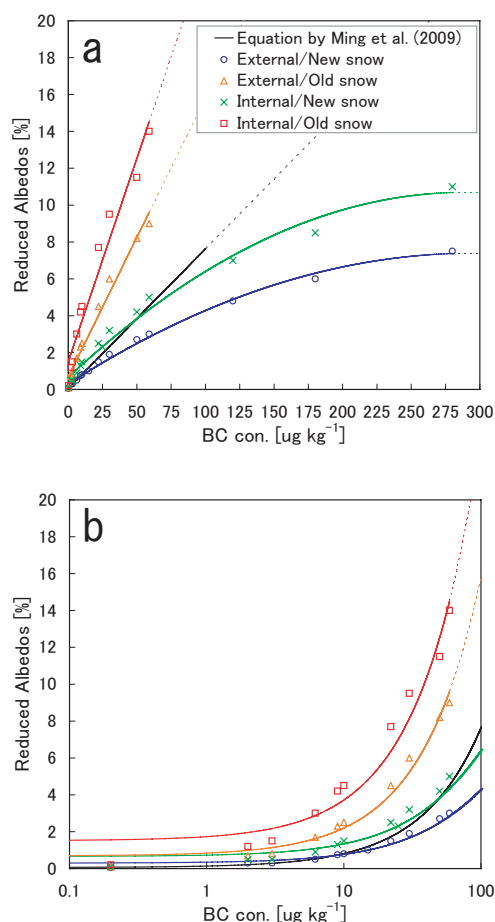 a
Equation by Ming et al. (2009)
External/New snow
External/Old snow
Internal/New snow
Internal/Old snow
Reduced Albedos [%]
20
18
16
14
12
10
8
6
4
2
0
0 25 50 75 100 125 150 175 200 225 250 275 300
BC con. [ug kg⁻¹]
b
Reduced Albedos [%]
20
18
16
14
12
10
8
6
4
2
0
0.1 1 10 100
BC con. [ug kg⁻¹]